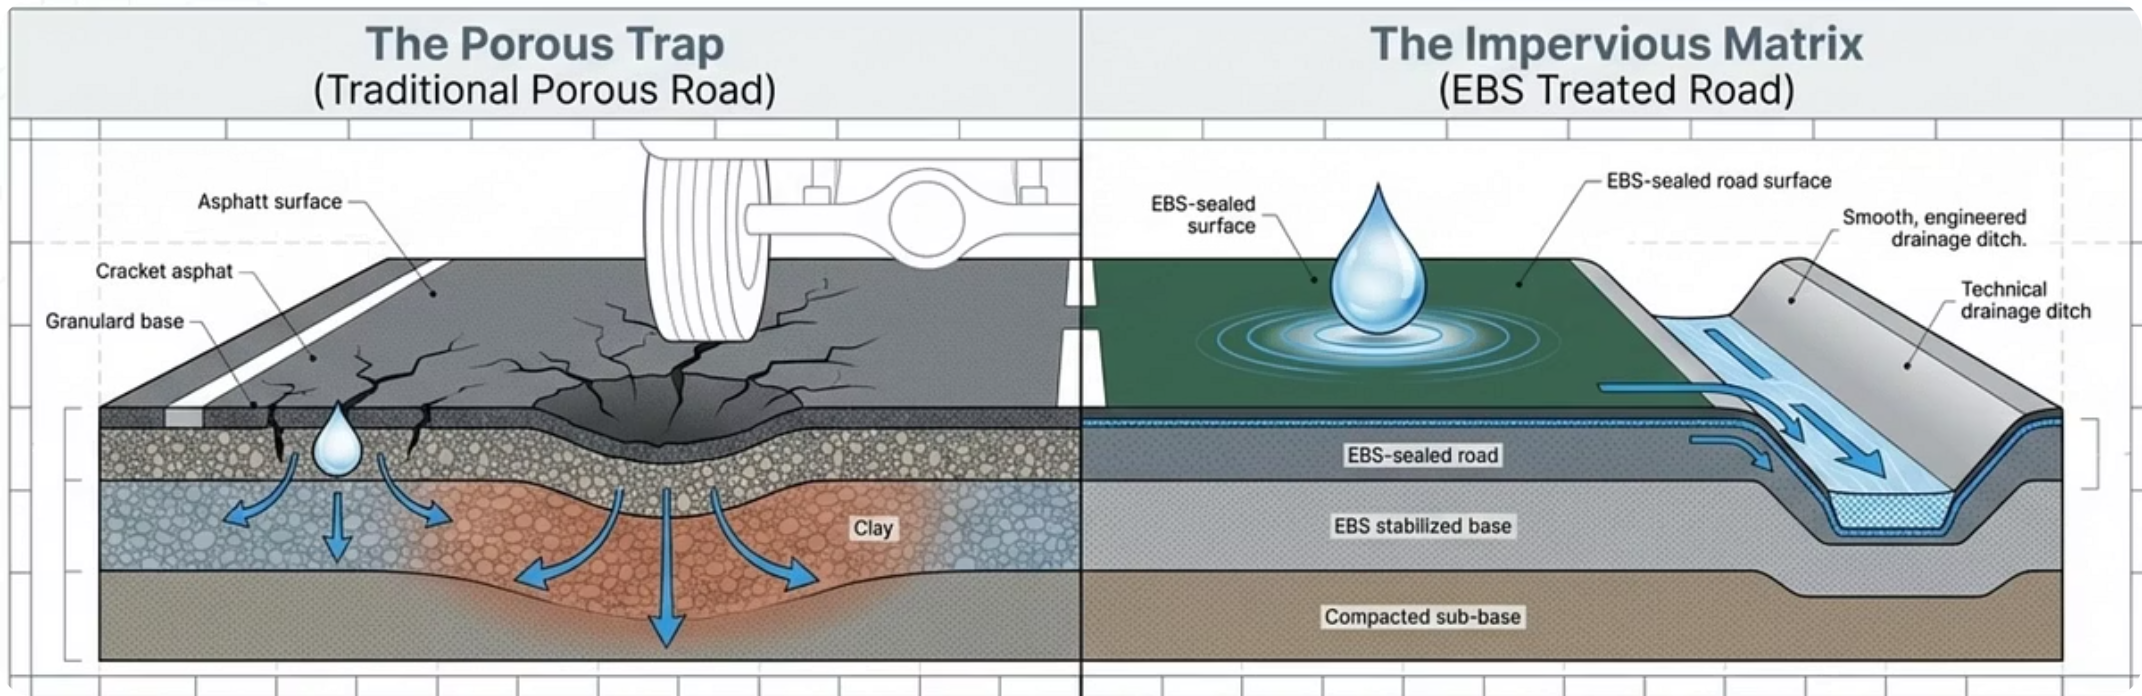 The Porous Trap
(Traditional Porous Road)
Asphatt surface
Cracket asphat
Granulard base
Clay
The Impervious Matrix
(EBS Treated Road)
EBS-sealed
surface
EBS-sealed road surface
Smooth, engineered
drainage ditch.
Technical
drainage ditch
EBS-sealed road
EBS stabilized base
Compacted sub-base